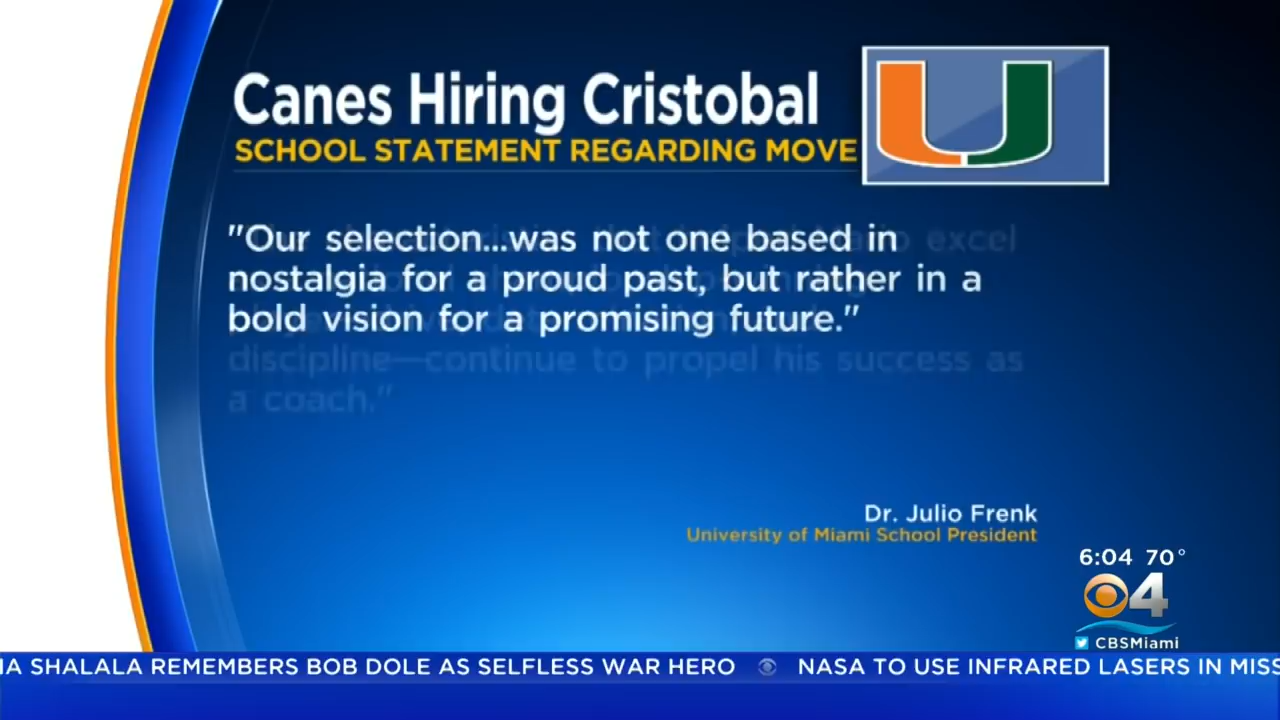 Canes Hiring Cristobal
SCHOOL STATEMENT REGARDING MOVE
U
"Our selection...was not one based in
nostalgia for a proud past, but rather in a
bold vision for a promising future."
excel
discipline—continue to propel his success as
a coach."
Dr. Julio Frenk
University of Miami School President
6:04 70°
4
CBSMiami
SHALALA REMEMBERS BOB DOLE AS SELFLESS WAR HERO NASA TO USE INFRARED LASERS IN